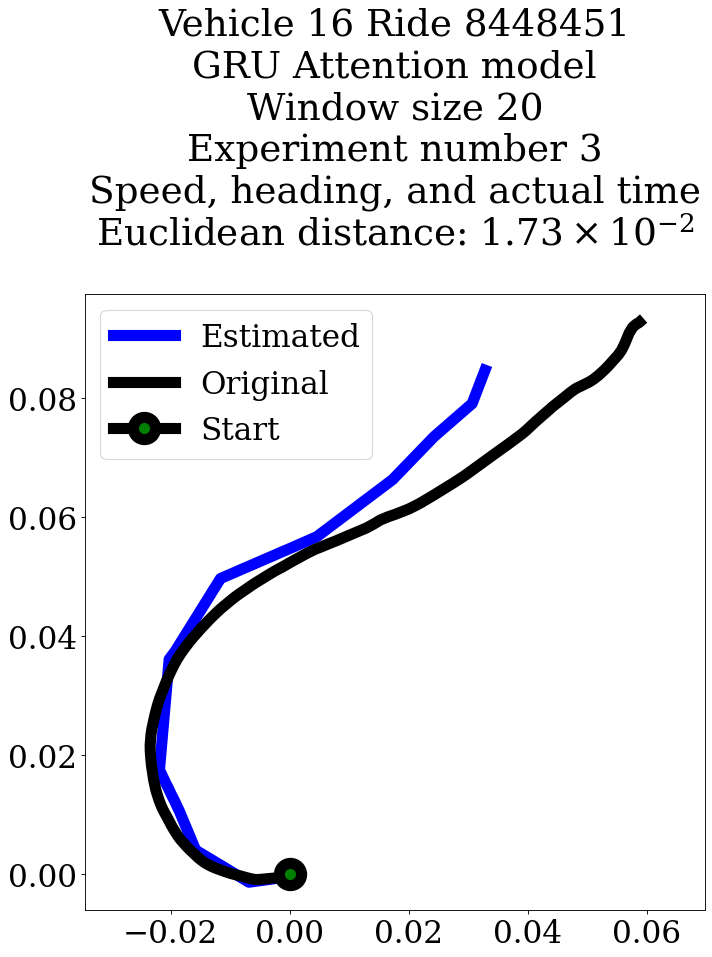 Vehicle 16 Ride 8448451
GRU Attention model
Window size 20
Experiment number 3
Speed, heading, and actual time
Euclidean distance: 1.73 × 10⁻²
Estimated
Original
Start
0.08
0.06
0.04
0.02
0.00
−0.02 0.00 0.02 0.04 0.06